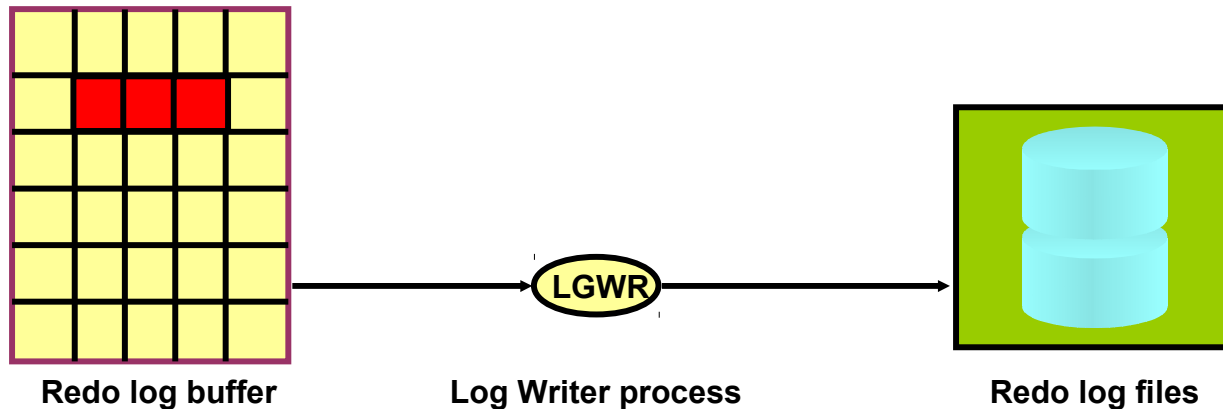 LGWR
Redo log buffer
Log Writer process
Redo log files